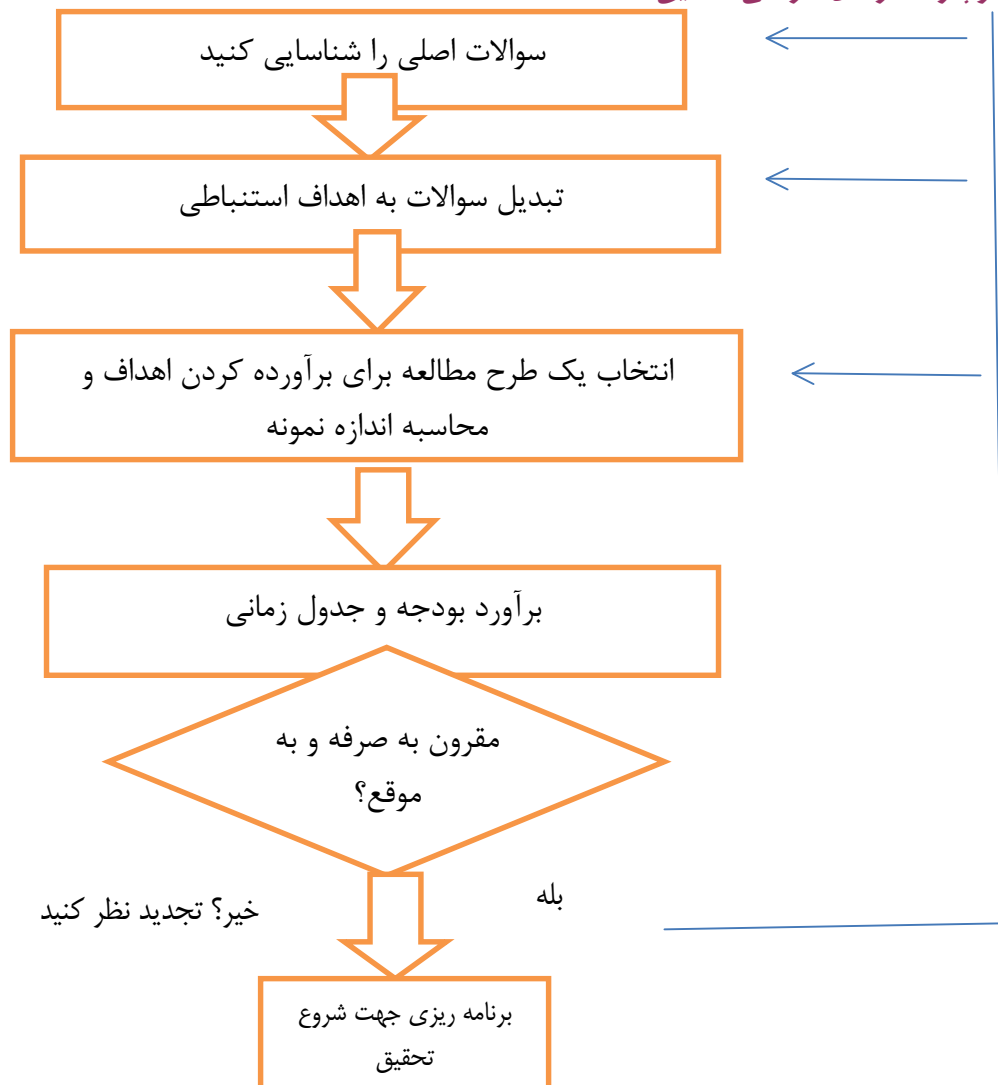 سوالات اصلی را شناسایی کنید
تبدیل سوالات به اهداف استنباطی
انتخاب یک طرح مطالعه برای برآورده کردن اهداف و
محاسبه اندازه نمونه
برآورد بودجه و جدول زمانی
مقرون به صرفه و به
موقع؟
بله
خیر؟ تجدید نظر کنید
برنامه ریزی جهت شروع
تحقیق